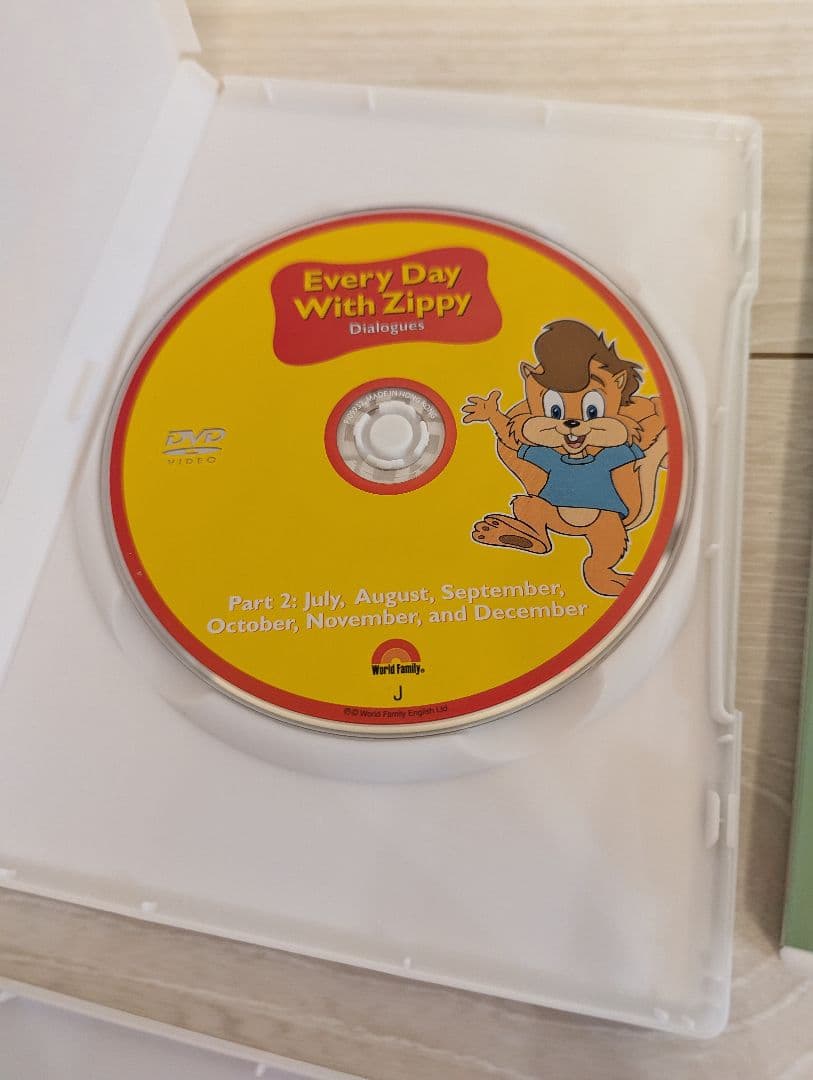 Every Day
With Zippy
Dialogues
MADE IN HONG KONG
DVD
VIDEO
Part 2: July, August, September,
October, November, and December
World Family®
J
℗© World Family English Ltd